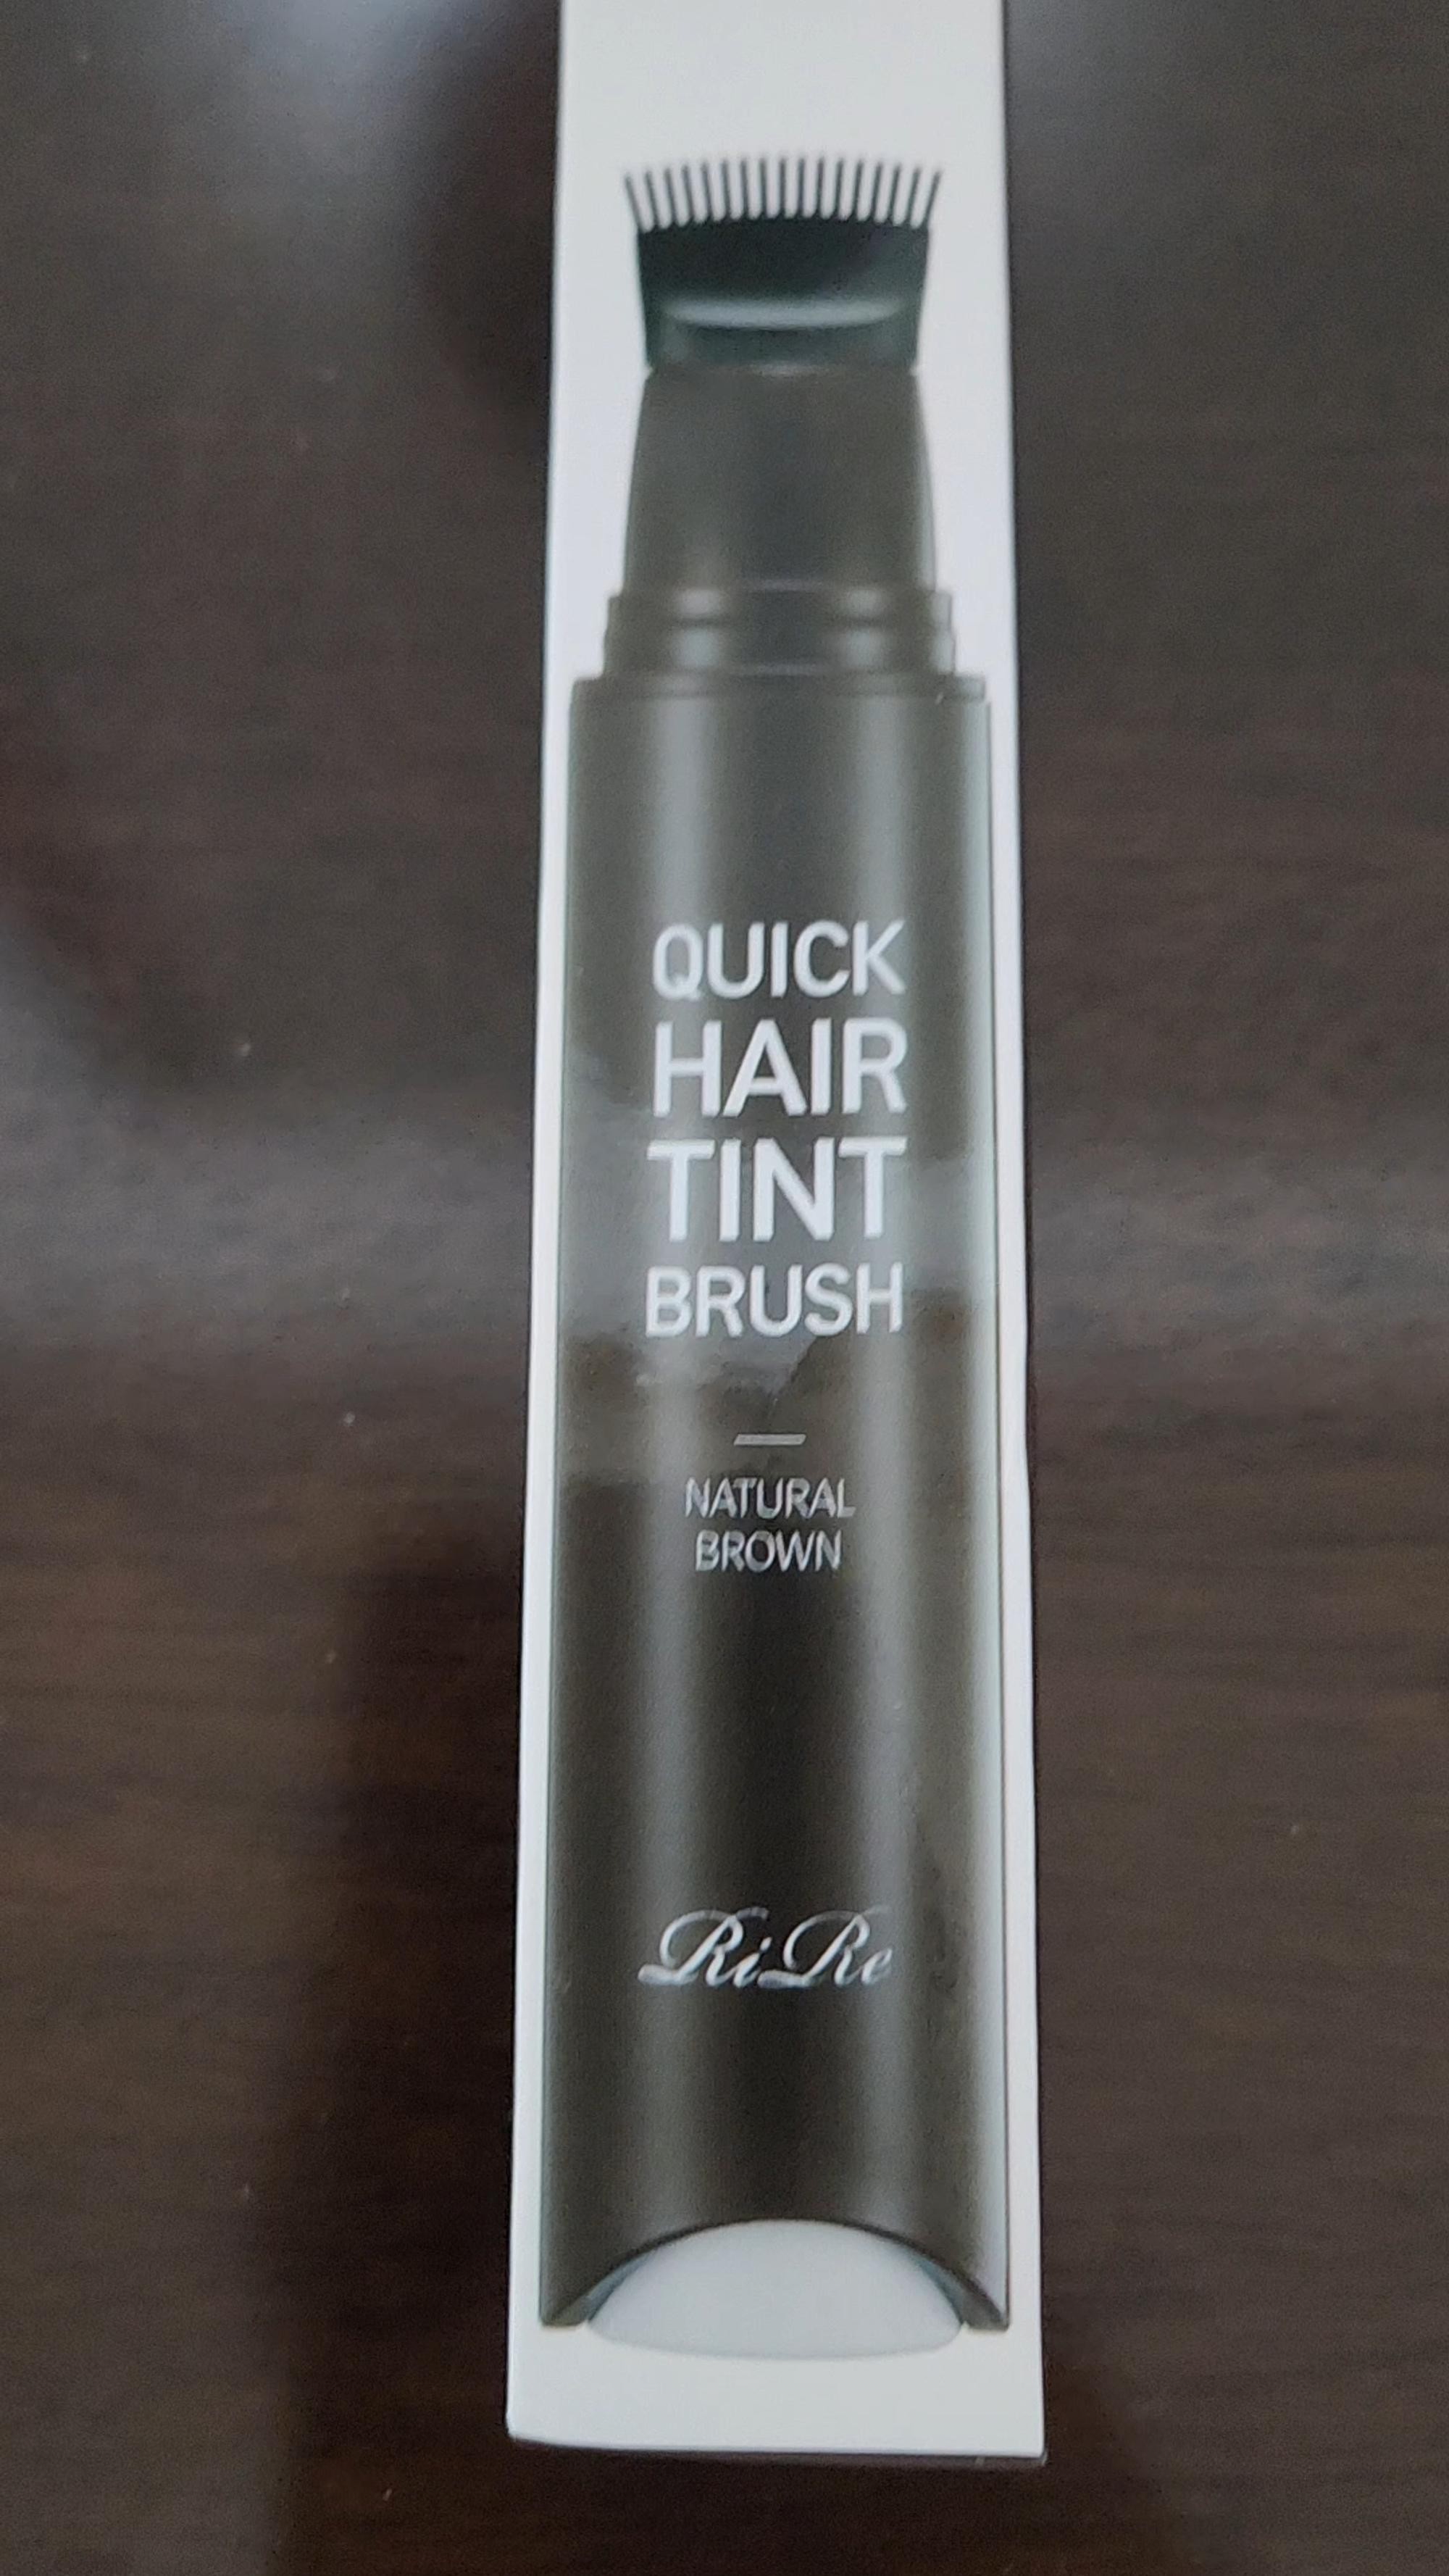 QUICK
HAIR
TINT
BRUSH
NATURAL
BROWN
RiRe